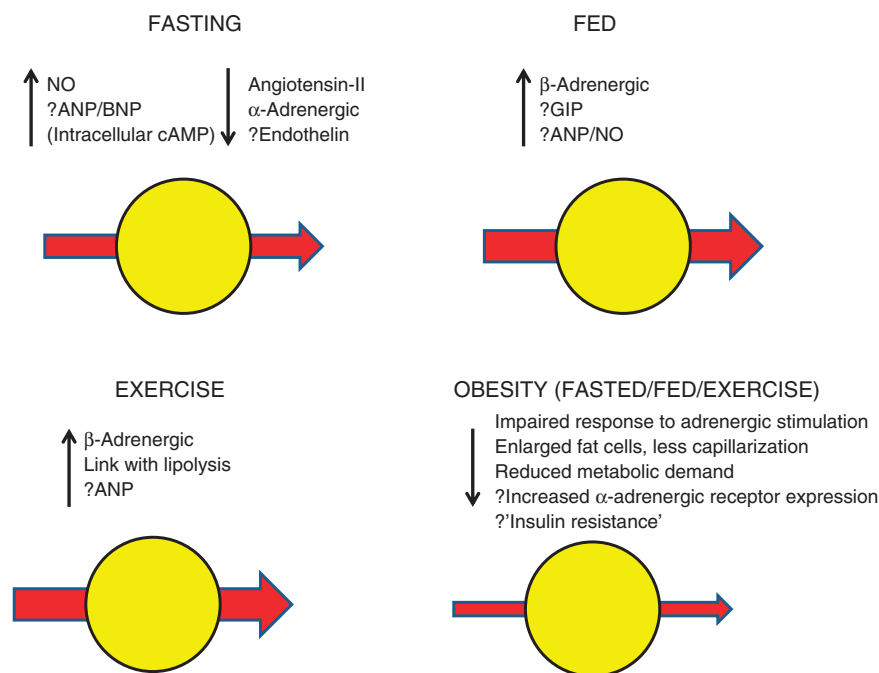 FASTING
NO
?ANP/BNP
(Intracellular cAMP)
Angiotensin-II
α-Adrenergic
?Endothelin
FED
β-Adrenergic
?GIP
?ANP/NO
EXERCISE
β-Adrenergic
Link with lipolysis
?ANP
OBESITY (FASTED/FED/EXERCISE)
Impaired response to adrenergic stimulation
Enlarged fat cells, less capillarization
Reduced metabolic demand
?Increased α-adrenergic receptor expression
?’Insulin resistance’